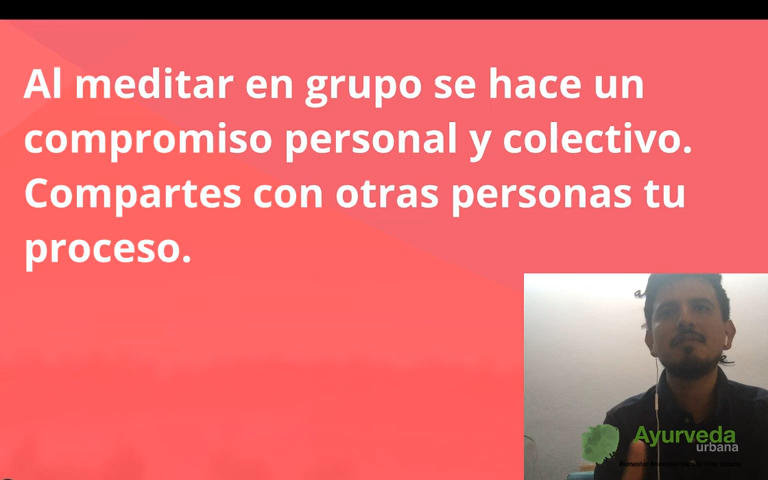 Al meditar en grupo se hace un
compromiso personal y colectivo.
Compartes con otras personas tu
proceso.
Ayurveda
urbana